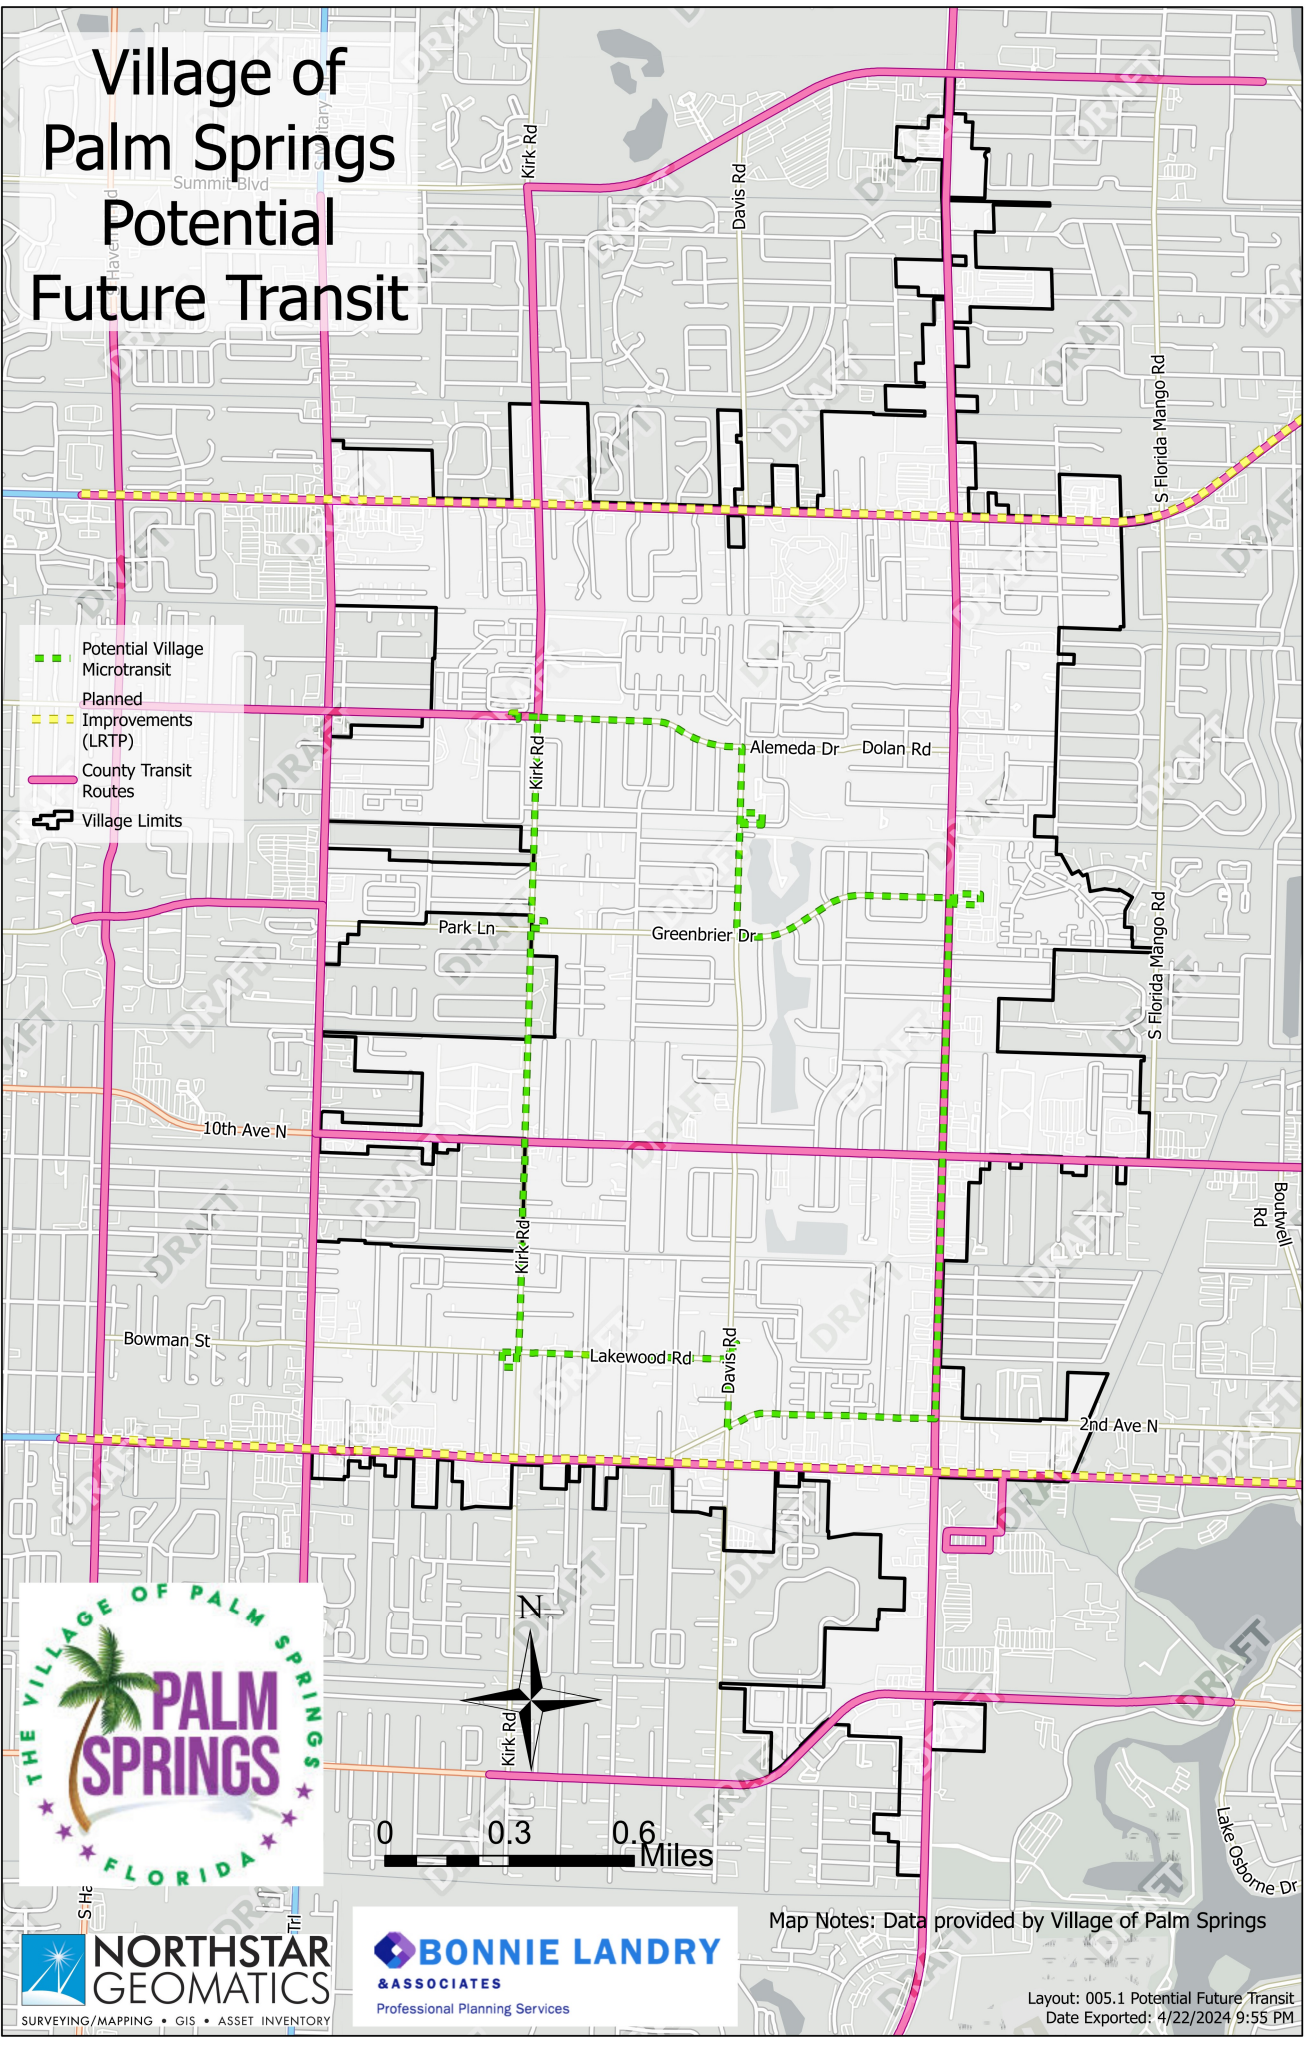 Village of
Palm Springs
Potential
Future Transit
S Military
Kirk Rd
Summit Blvd
Davis Rd
Haver
S Florida Mango Rd
Potential Village
Microtransit
Planned
Improvements
(LRTP)
County Transit
Routes
Village Limits
Kirk Rd
Alemeda Dr
Dolan Rd
Park Ln
Greenbrier Dr
S Florida Mango Rd
10th Ave N
Kirk Rd
Boutwell
Rd
Bowman St
Lakewood Rd
Davis Rd
2nd Ave N
THE VILLAGE OF PALM SPRINGS
PALM
SPRINGS
FLORIDA
N
Kirk Rd
0 0.3 0.6
Miles
Lake Osborne Dr
S Ha
Trl
Map Notes: Data provided by Village of Palm Springs
NORTHSTAR
GEOMATICS
SURVEYING/MAPPING • GIS • ASSET INVENTORY
BONNIE LANDRY
& ASSOCIATES
Professional Planning Services
Layout: 005.1 Potential Future Transit
Date Exported: 4/22/2024 9:55 PM
DRAFT